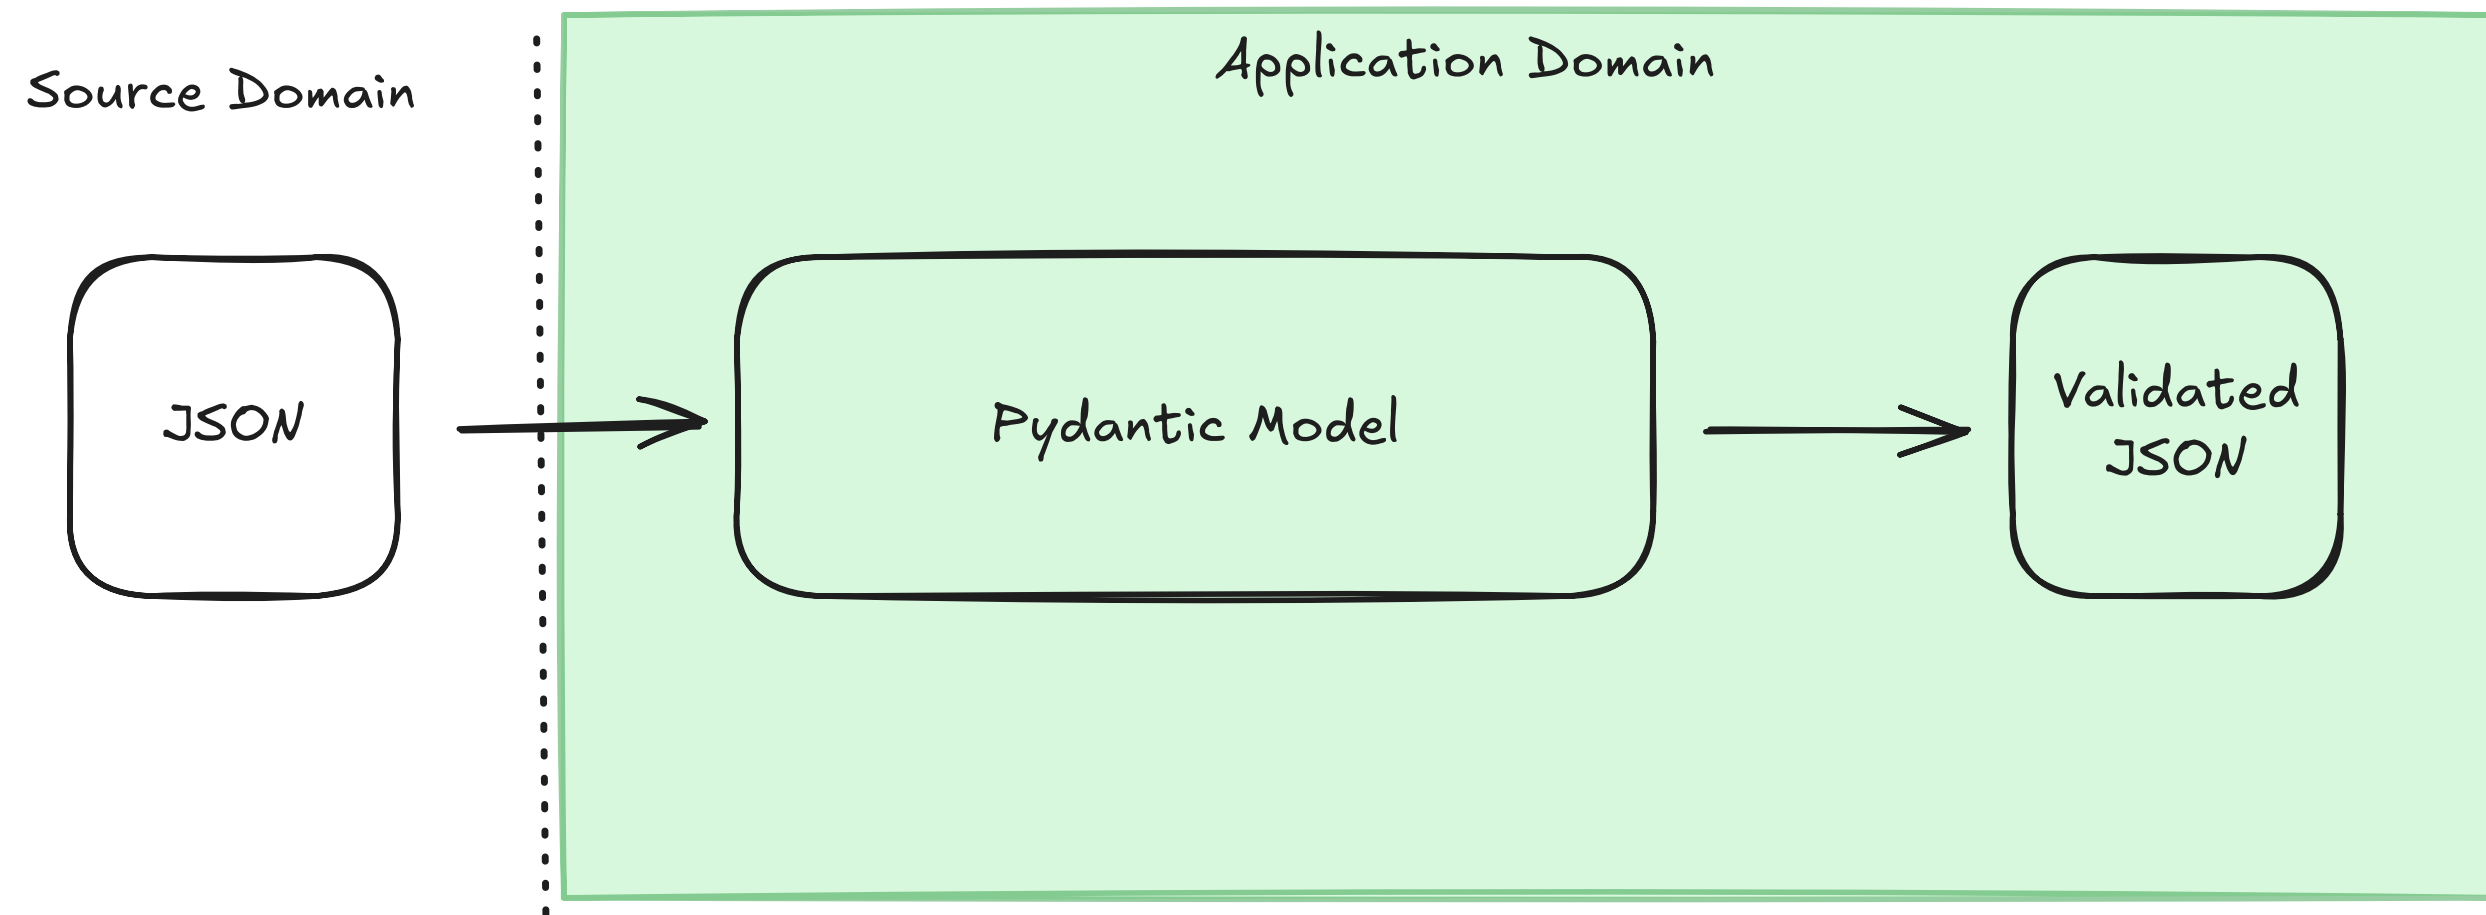 Source Domain
Application Domain
JSON
Pydantic Model
Validated
JSON